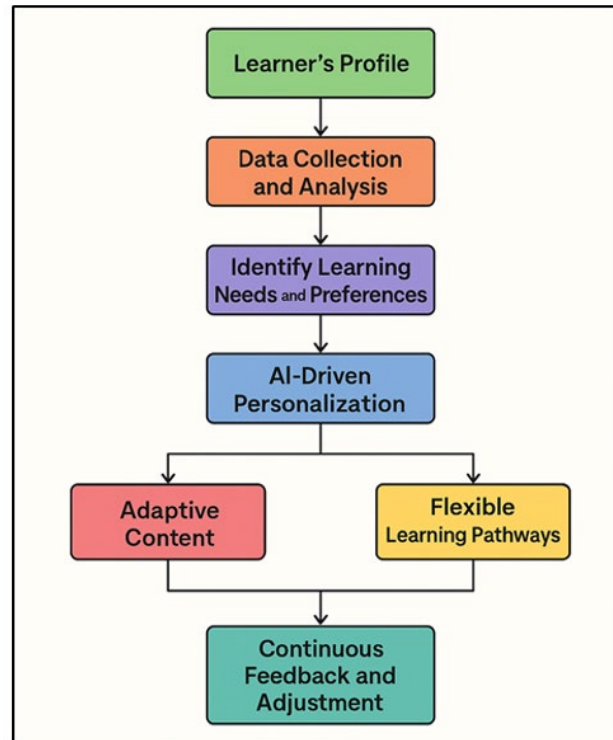 Learner's Profile
Data Collection
and Analysis
Identify Learning
Needs and Preferences
AI-Driven
Personalization
Adaptive
Content
Flexible
Learning Pathways
Continuous
Feedback and
Adjustment